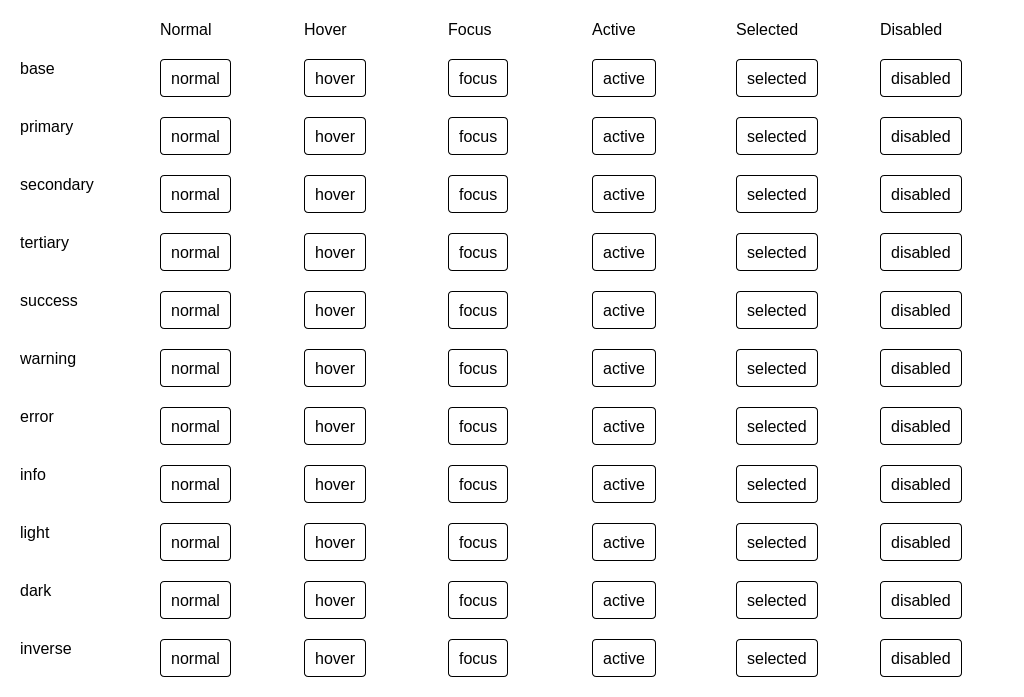 Normal Hover Focus Active Selected Disabled
base normal hover focus active selected disabled
primary normal hover focus active selected disabled
secondary normal hover focus active selected disabled
tertiary normal hover focus active selected disabled
success normal hover focus active selected disabled
warning normal hover focus active selected disabled
error normal hover focus active selected disabled
info normal hover focus active selected disabled
light normal hover focus active selected disabled
dark normal hover focus active selected disabled
inverse normal hover focus active selected disabled